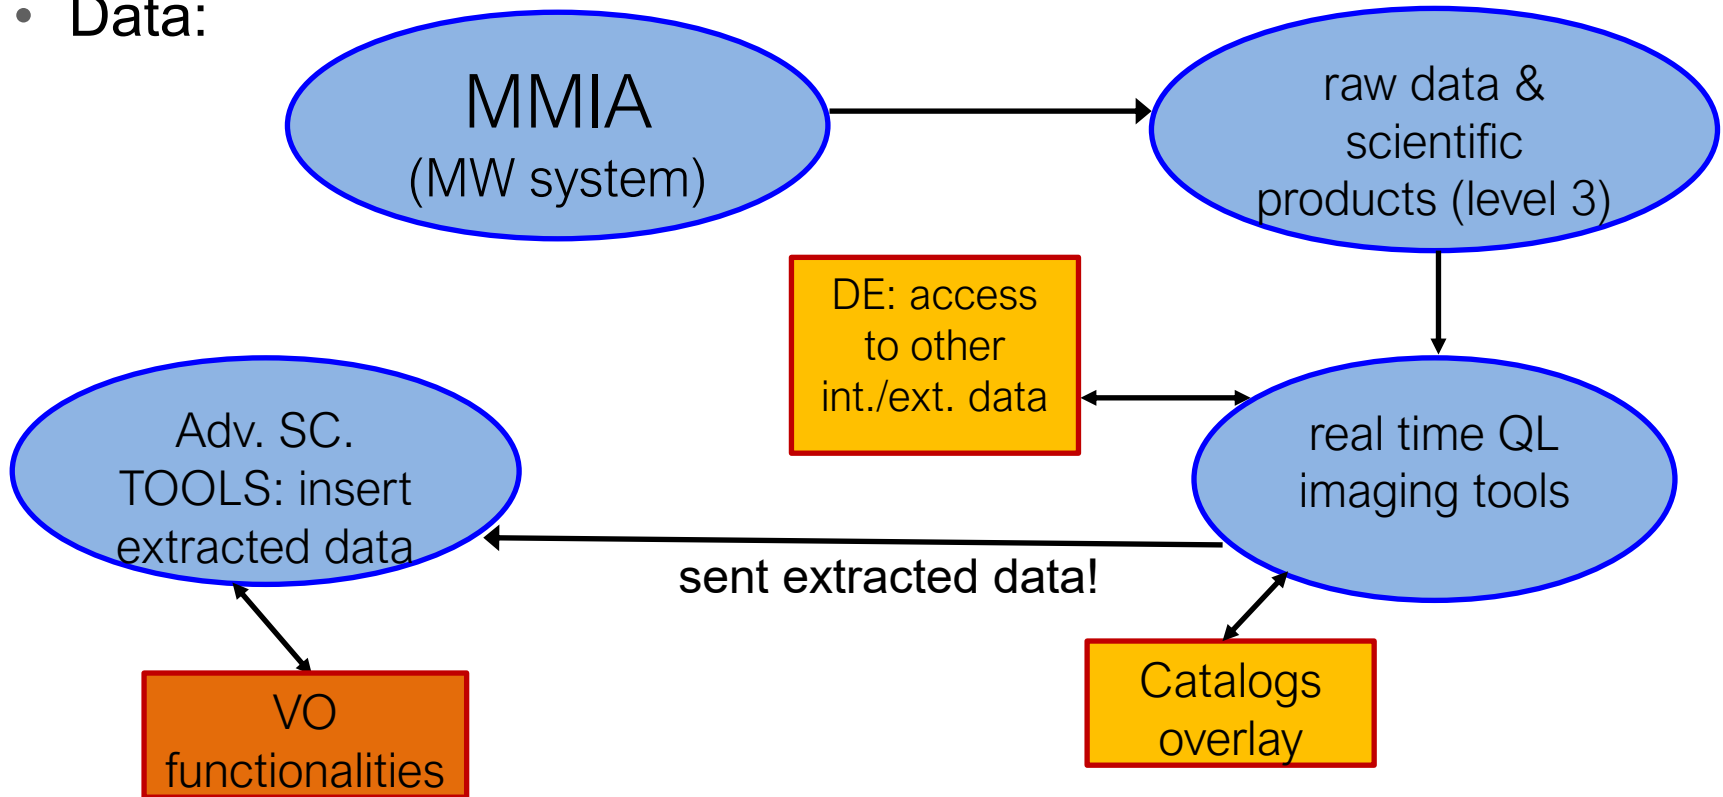 • Data:
MMIA
(MW system)
raw data &
scientific
products (level 3)
DE: access
to other
int./ext. data
real time QL
imaging tools
Adv. SC.
TOOLS: insert
extracted data
sent extracted data!
Catalogs
overlay
VO
functionalities